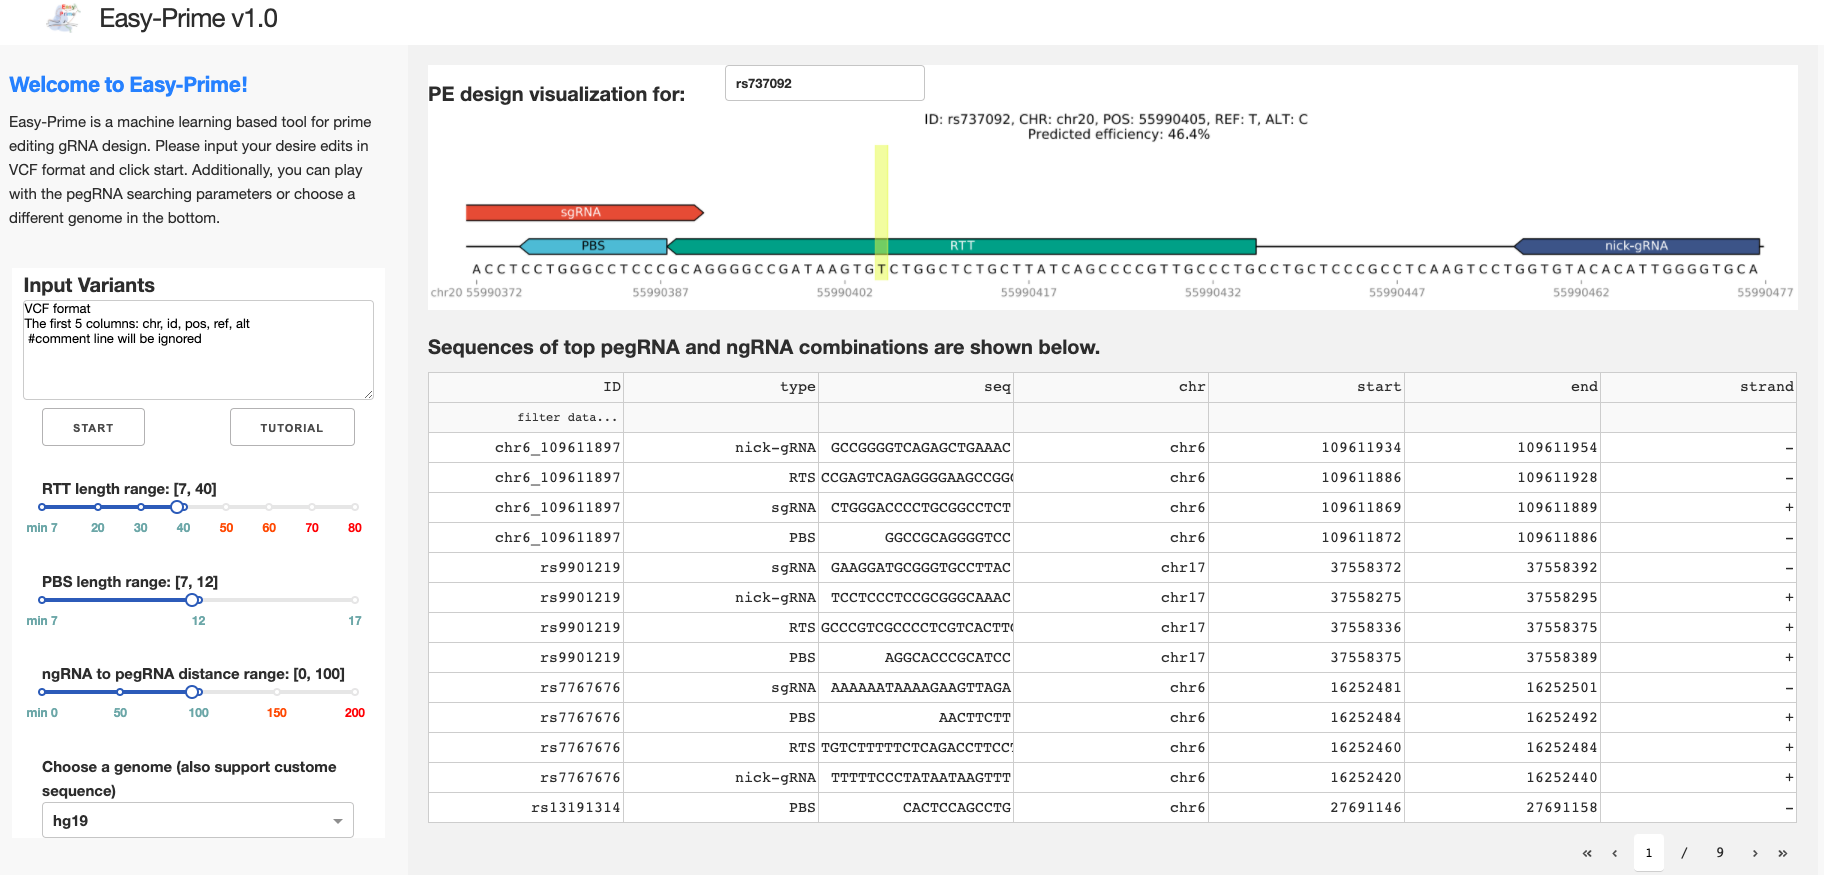 Easy-Prime v1.0
Welcome to Easy-Prime!
Easy-Prime is a machine learning based tool for prime
editing gRNA design. Please input your desire edits in
VCF format and click start. Additionally, you can play
with the pegRNA searching parameters or choose a
different genome in the bottom.
Input Variants
VCF format
The first 5 columns: chr, id, pos, ref, alt
#comment line will be ignored
START TUTORIAL
RTT length range: [7, 40]
min 7 20 30 40 50 60 70 80
PBS length range: [7, 12]
min 7 12 17
ngRNA to pegRNA distance range: [0, 100]
min 0 50 100 150 200
Choose a genome (also support custome
sequence)
hg19
PE design visualization for: rs737092
ID: rs737092, CHR: chr20, POS: 55990405, REF: T, ALT: C
Predicted efficiency: 46.4%
sgRNA
PBS RTT nick-gRNA
ACCTCCTGGGCCTCCCGCAGGGGCCGATAAGTGTCTGGCTCTGCTTATCAGCCCCGTTGCCCTGCCTGCTCCCGCCTCAAGTCCTGGTGTACACATTGGGGTGCA
chr20 55990372 55990387 55990402 55990417 55990432 55990447 55990462 55990477
Sequences of top pegRNA and ngRNA combinations are shown below.
ID type seq chr start end strand
filter data...
chr6_109611897 nick-gRNA GCCGGGGTCAGAGCTGAAAC chr6 109611934 109611954 -
chr6_109611897 RTS CCGAGTCAGAGGGGAAGCCGG chr6 109611886 109611928 -
chr6_109611897 sgRNA CTGGGACCCCTGCGGCCTCT chr6 109611869 109611889 +
chr6_109611897 PBS GGCCGCAGGGGTCC chr6 109611872 109611886 -
rs9901219 sgRNA GAAGGATGCGGGTGCCTTAC chr17 37558372 37558392 -
rs9901219 nick-gRNA TCCTCCCTCCGCGGGCAAAC chr17 37558275 37558295 +
rs9901219 RTS GCCCGTCGCCCCTCGTCACTT chr17 37558336 37558375 +
rs9901219 PBS AGGCACCCGCATCC chr17 37558375 37558389 +
rs7767676 sgRNA AAAAAATAAAAGAAGTTAGA chr6 16252481 16252501 -
rs7767676 PBS AACTTCTT chr6 16252484 16252492 +
rs7767676 RTS TGTCTTTTTCTCAGACCTTCC chr6 16252460 16252484 +
rs7767676 nick-gRNA TTTTTCCCTATAATAAGTTT chr6 16252420 16252440 +
rs13191314 PBS CACTCCAGCCTG chr6 27691146 27691158 -
« ‹ 1 / 9 › »